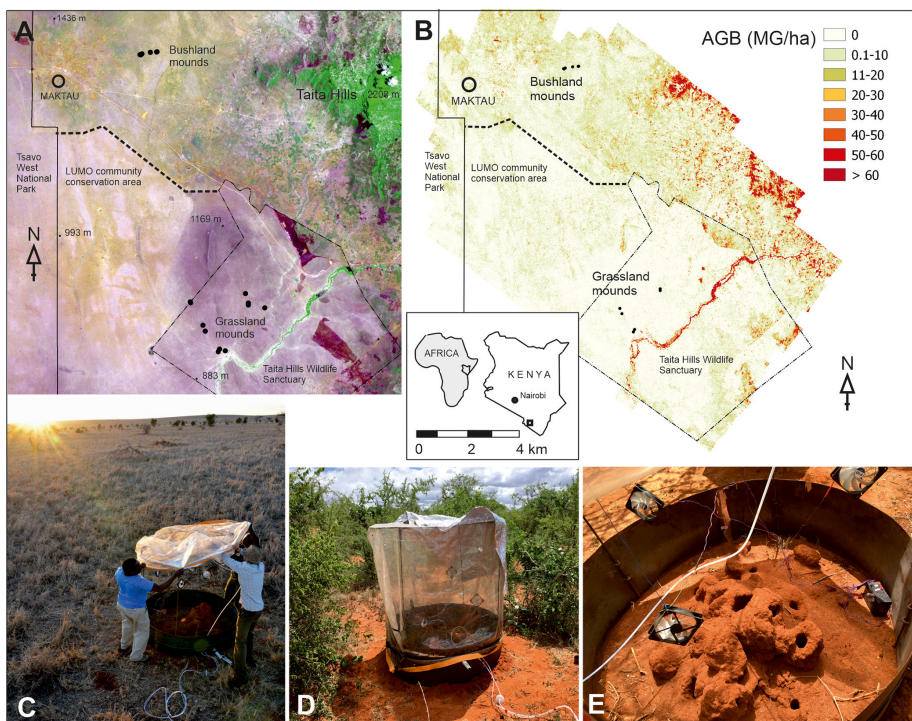 A
1436 m
Bushland
mounds
MAKTAU
Taita Hills
2208 m
Tsavo
West
National
Park
LUMO community
conservation area
1169 m
993 m
N
Grassland
mounds
883 m
Taita Hills Wildlife
Sanctuary
B
AGB (MG/ha)
0
0.1-10
11-20
20-30
30-40
40-50
50-60
> 60
Bushland
mounds
MAKTAU
Tsavo
West
National
Park
LUMO community
conservation area
Grassland
mounds
Taita Hills Wildlife
Sanctuary
N
AFRICA
KENYA
Nairobi
0 2 4 km
C
D
E